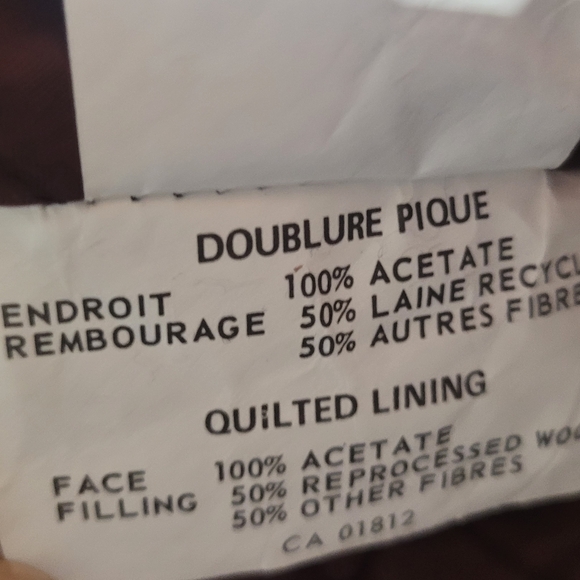 DOUBLURE PIQUE
ENDROIT 100% ACETATE
REMBOURAGE 50% LAINE RECYCL
50% AUTRES FIBRE
QUILTED LINING
FACE 100% ACETATE
FILLING 50% REPROCESSED WOO
50% OTHER FIBRES
CA 01812